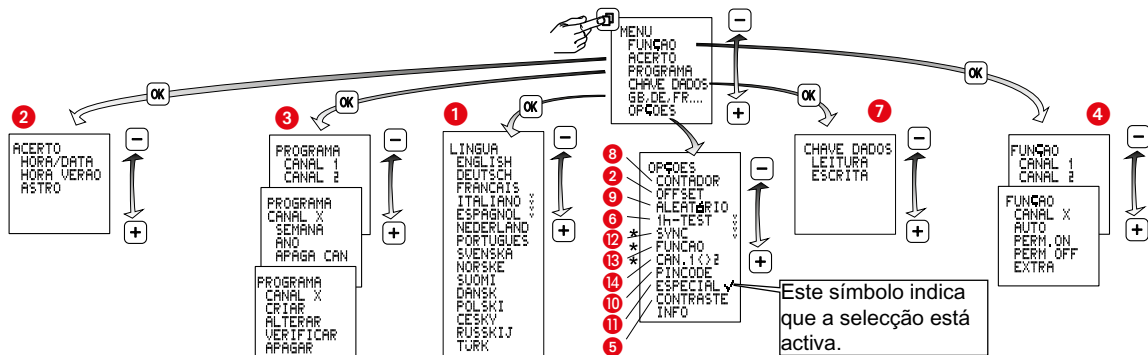 MENU
FUNÇAO
ACERTO
PROGRAMA
CHAVE DADOS
GB,DE,FR....
OPÇOES
−
+
OK
OK
OK
OK
OK
2
ACERTO
HORA/DATA
HORA VERAO
ASTRO
−
+
3
PROGRAMA
CANAL 1
CANAL 2
PROGRAMA
CANAL X
SEMANA
ANO
APAGA CAN
PROGRAMA
CANAL X
CRIAR
ALTERAR
VERIFICAR
APAGAR
−
+
1
LINGUA
ENGLISH
DEUTSCH
FRANCAIS
ITALIANO
ESPAGNOL
NEDERLAND
PORTUGUES
SVENSKA
NORSKE
SUOMI
DANSK
POLSKI
CESKY
RUSSKIJ
TURK
OPÇOES
8 CONTADOR
2 OFFSET
9 ALEATÓRIO
6 1h-TEST
12 * SYNC
13 * FUNCAO
14 * CAN.1<>2
10 PINCODE
11 ESPECIAL ✓
5 CONTRASTE
INFO
−
+
Este símbolo indica
que a selecção está
activa.
7
CHAVE DADOS
LEITURA
ESCRITA
4
FUNÇAO
CANAL 1
CANAL 2
FUNÇAO
CANAL X
AUTO
PERM.ON
PERM OFF
EXTRA
−
+